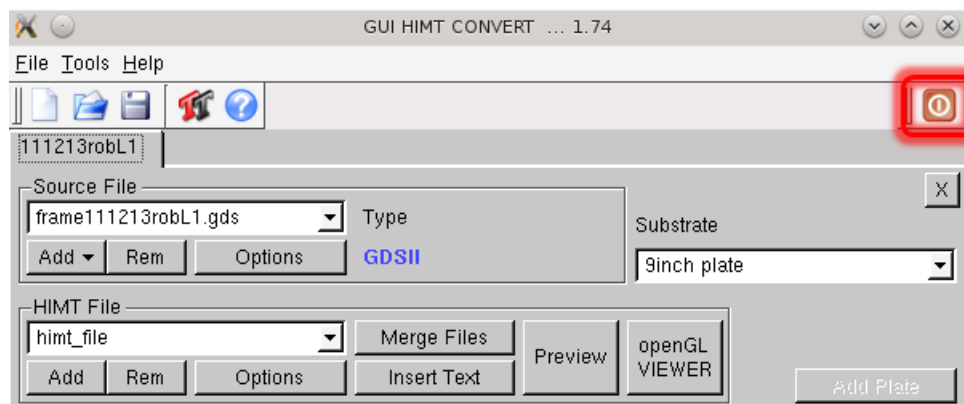 GUI HIMT CONVERT ... 1.74
File Tools Help
111213robL1
Source File
frame111213robL1.gds
Type
Substrate
Add Rem Options GDSII
9inch plate
X
HIMT File
himt_file
Merge Files
Preview
openGL
VIEWER
Add Rem Options Insert Text
Add Plate